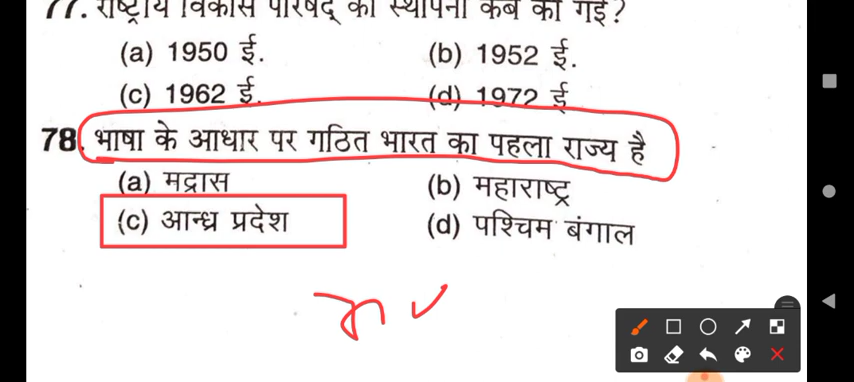 77. राष्ट्रीय विकास परिषद् की स्थापना कब की गई?
(a) 1950 ई.
(b) 1952 ई.
(c) 1962 ई.
(d) 1972 ई
78. भाषा के आधार पर गठित भारत का पहला राज्य है
(a) मद्रास
(b) महाराष्ट्र
(c) आन्ध्र प्रदेश
(d) पश्चिम बंगाल